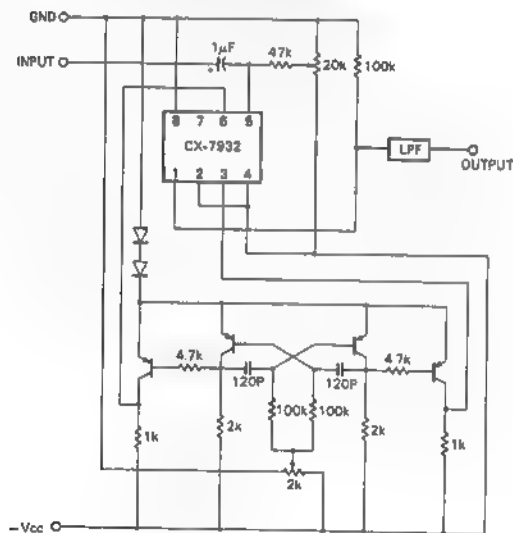 GND
1μF
47k
INPUT
20k
100k
8 7 6 5
CX-7932
LPF
OUTPUT
1 2 3 4
4.7k
4.7k
120P
120P
100k
100k
1k
2k
2k
1k
2k
-Vcc